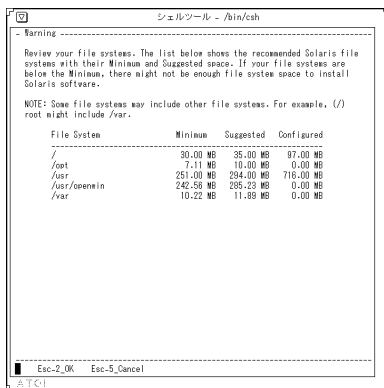 シェルツール - /bin/csh
- Warning -
Review your file systems. The list below shows the recommended Solaris file
systems with their Minimum and Suggested space. If your file systems are
below the Minimum, there might not be enough file system space to install
Solaris software.
NOTE: Some file systems may include other file systems. For example, (/)
root might include /var.
File System Minimum Suggested Configured
/ 30.00 MB 35.00 MB 97.00 MB
/opt 7.11 MB 10.00 MB 0.00 MB
/usr 251.00 MB 294.00 MB 716.00 MB
/usr/openwin 242.56 MB 285.23 MB 0.00 MB
/var 10.22 MB 11.89 MB 0.00 MB
Esc-2_OK Esc-5_Cancel